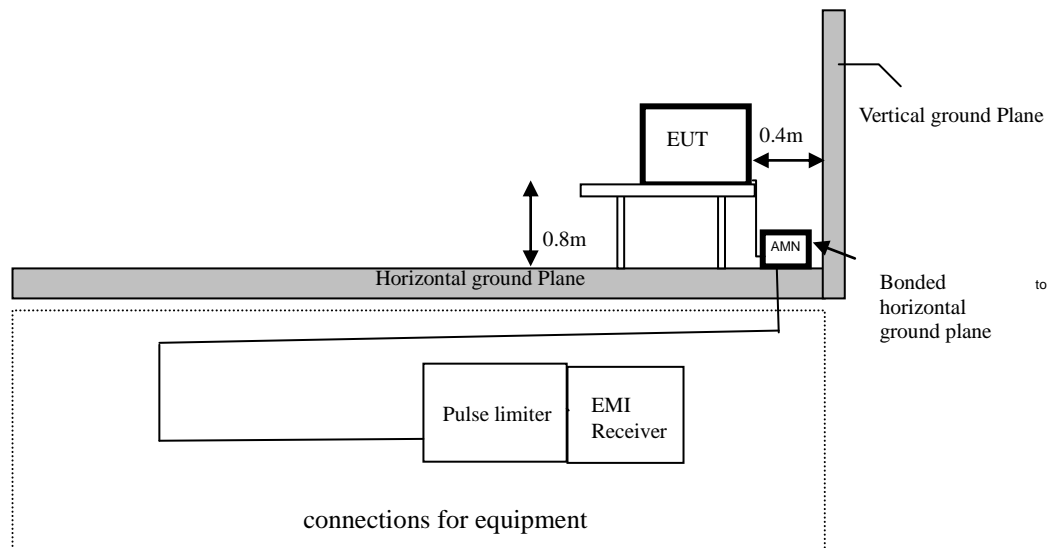 EUT
0.4m
Vertical ground Plane
0.8m
AMN
Horizontal ground Plane
Bonded to
horizontal
ground plane
Pulse limiter
EMI
Receiver
connections for equipment